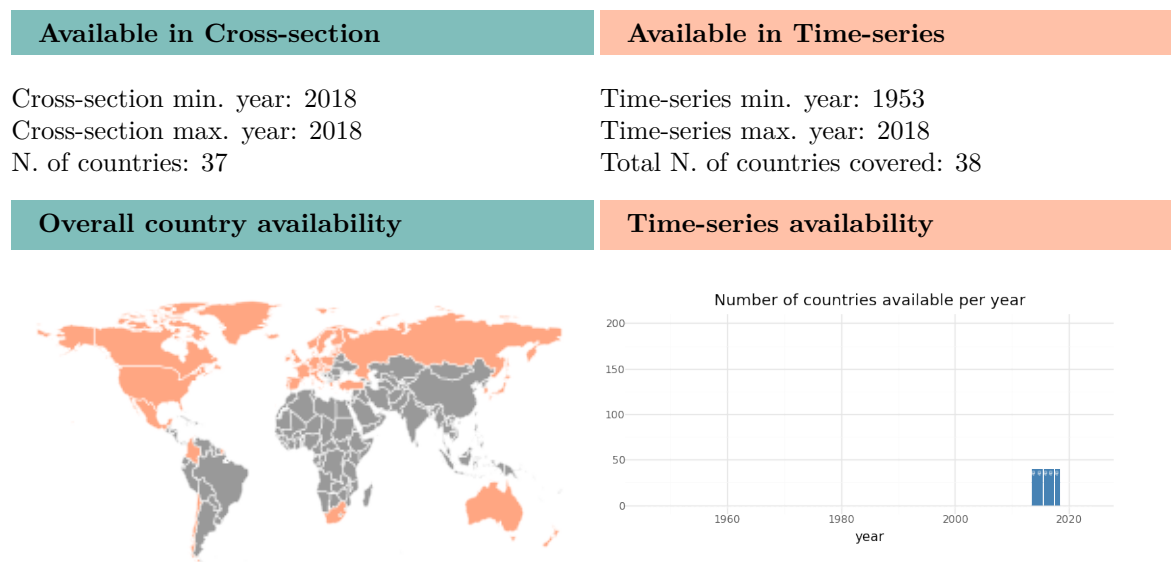 Available in Cross-section
Available in Time-series
Cross-section min. year: 2018
Cross-section max. year: 2018
N. of countries: 37
Time-series min. year: 1953
Time-series max. year: 2018
Total N. of countries covered: 38
Overall country availability
Time-series availability
Number of countries available per year
200
150
100
50
0
1960 1980 2000 2020
year